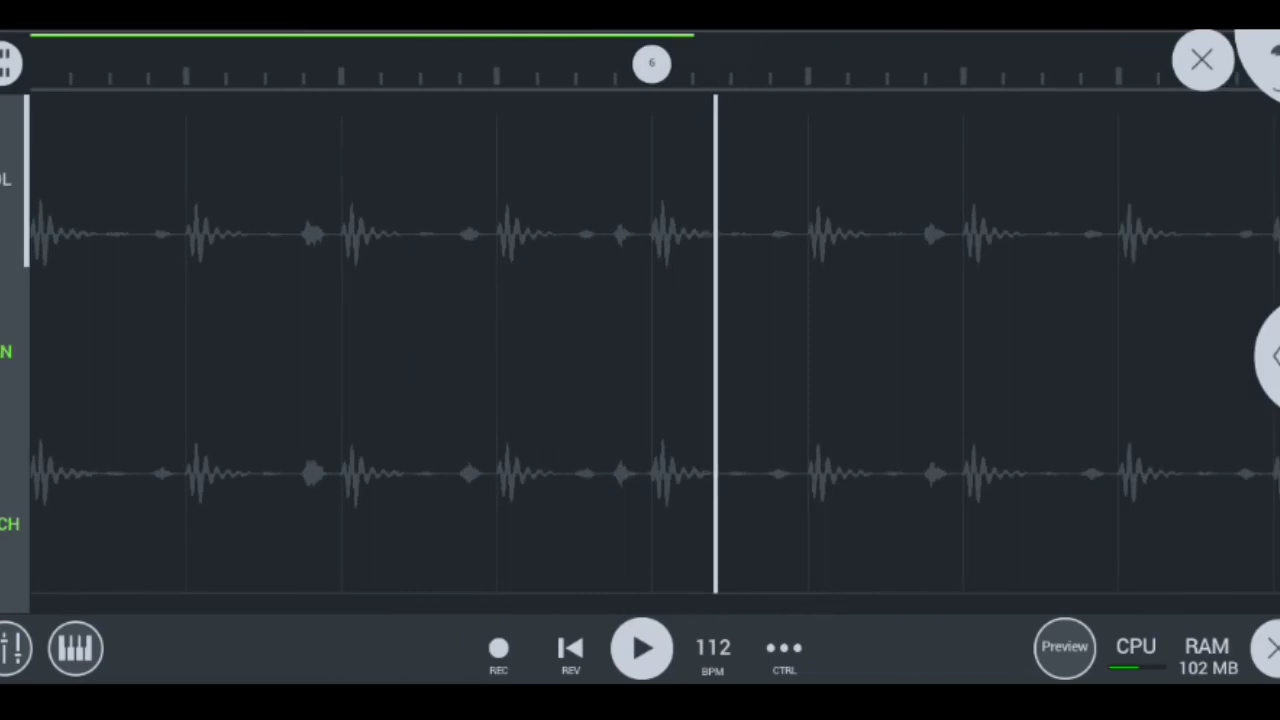 6
OL
N
CH
REC
REV
112
BPM
CTRL
Preview
CPU
RAM
102 MB